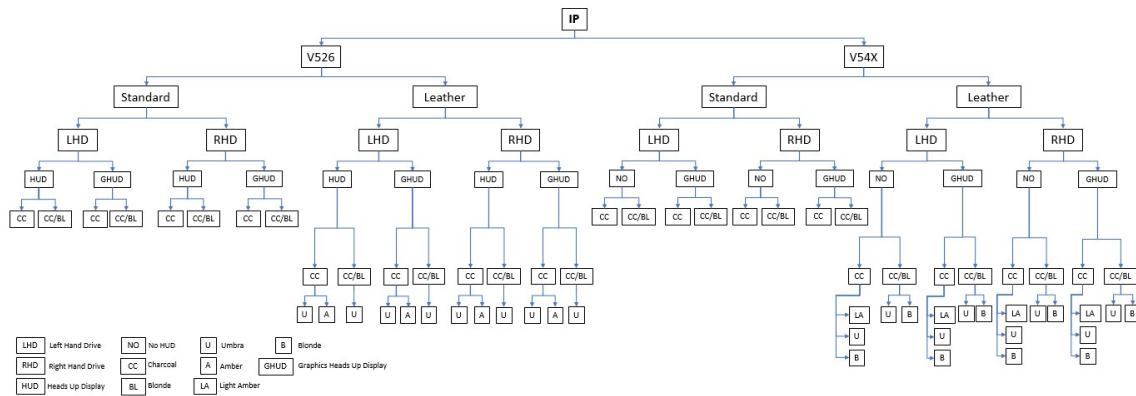 IP
V526 V54X
Standard Leather Standard Leather
LHD RHD LHD RHD LHD RHD LHD RHD
HUD GHUD HUD GHUD HUD GHUD HUD GHUD NO GHUD NO GHUD NO GHUD NO GHUD
CC CC/BL CC CC/BL CC CC/BL CC CC/BL CC CC/BL CC CC/BL CC CC/BL CC CC/BL
CC CC/BL CC CC/BL CC CC/BL CC CC/BL CC CC/BL CC CC/BL CC CC/BL CC CC/BL
U A U U A U U A U U A U LA U B LA U B LA U B LA U B
U U U U
B B B B
LHD Left Hand Drive NO No HUD U Umbra B Blonde
RHD Right Hand Drive CC Charcoal A Amber GHUD Graphics Heads Up Display
HUD Heads Up Display BL Blonde LA Light Amber